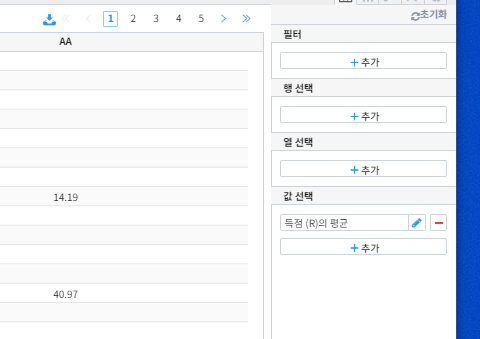 1 2 3 4 5
AA
14.19
40.97
초기화
필터
+ 추가
행 선택
+ 추가
열 선택
+ 추가
값 선택
득점 (R)의 평균
+ 추가